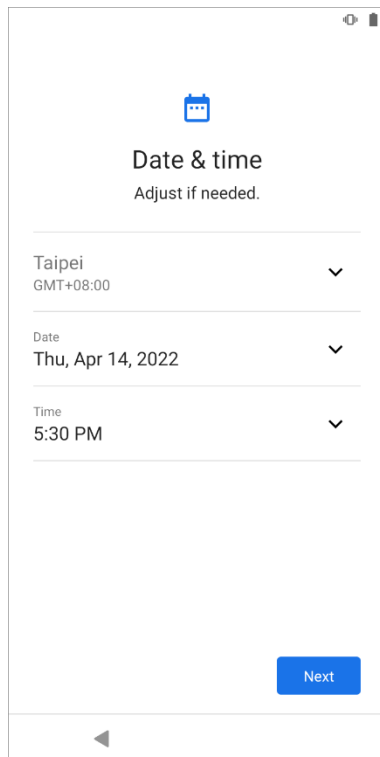 Date & time
Adjust if needed.
Taipei
GMT+08:00
Date
Thu, Apr 14, 2022
Time
5:30 PM
Next